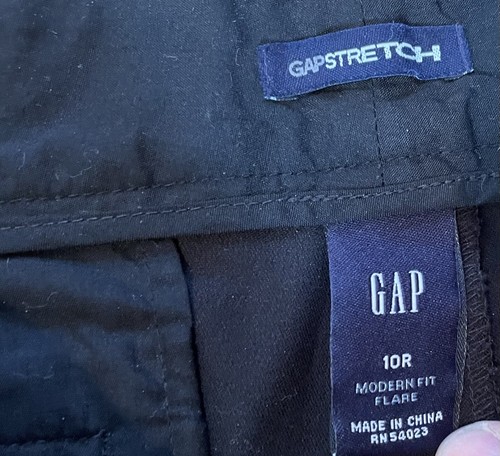 GAPSTRETCH
GAP
10R
MODERN FIT
FLARE
MADE IN CHINA
RN 54023